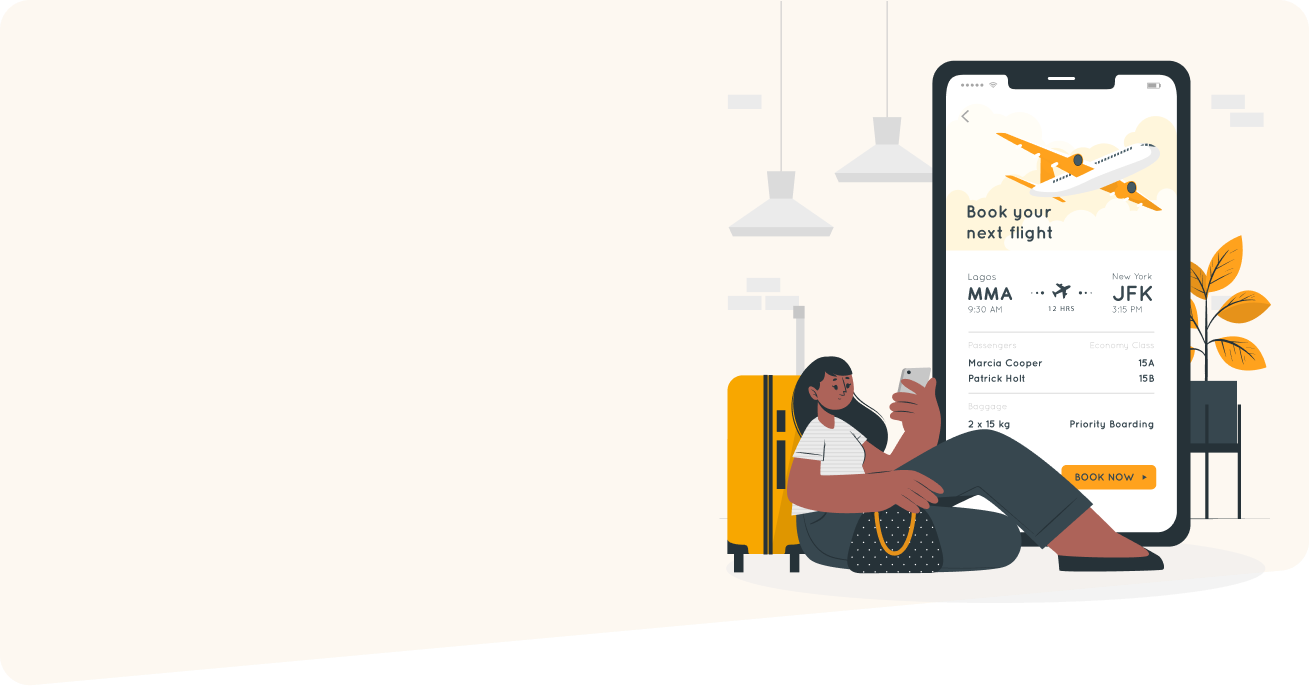 Book your
next flight
Lagos New York
MMA JFK
9:30 AM 12 HRS 3:15 PM
Passengers Economy Class
Marcia Cooper 15A
Patrick Holt 15B
Baggage
2 x 15 kg Priority Boarding
BOOK NOW